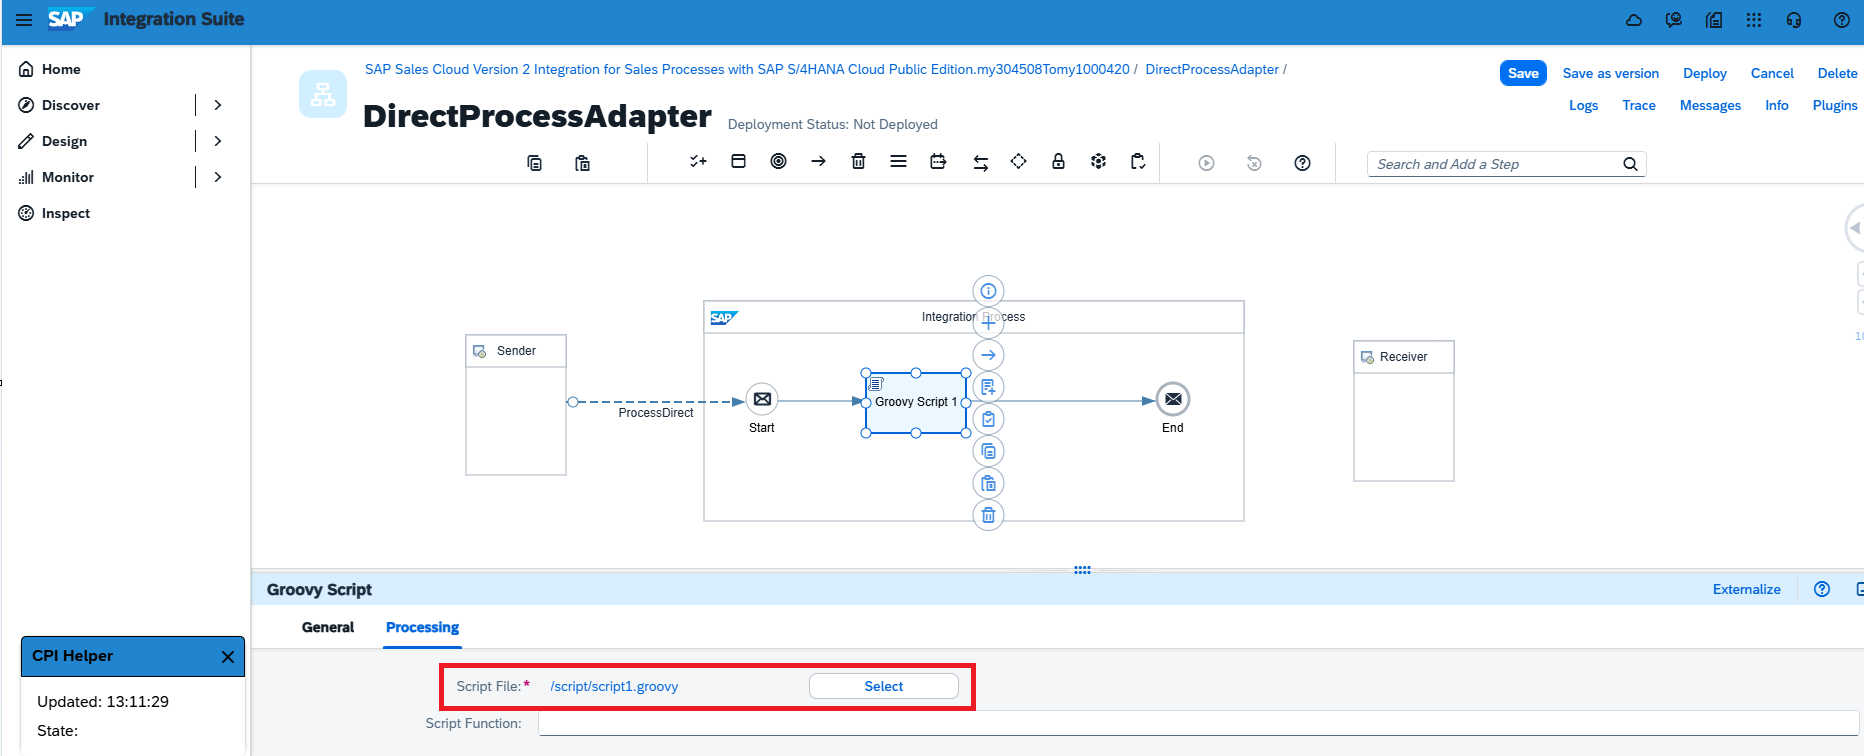 SAP Integration Suite
Home
Discover
Design
Monitor
Inspect
SAP Sales Cloud Version 2 Integration for Sales Processes with SAP S/4HANA Cloud Public Edition.my304508Tomy1000420 / DirectProcessAdapter /
DirectProcessAdapter
Deployment Status: Not Deployed
Save Save as version Deploy Cancel Delete
Logs Trace Messages Info Plugins
Search and Add a Step
SAP Integration Process
Sender
ProcessDirect
Start
Groovy Script 1
End
Receiver
Groovy Script
Externalize
General Processing
Script File:* /script/script1.groovy Select
Script Function:
CPI Helper
Updated: 13:11:29
State: